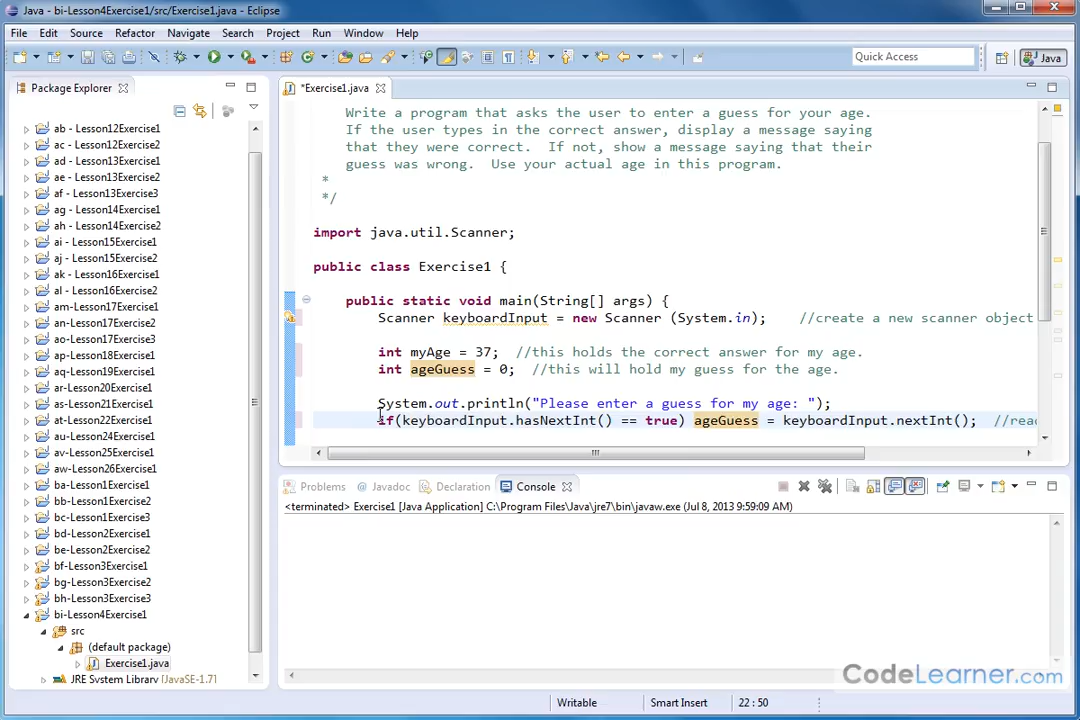 Java - bi-Lesson4Exercise1/src/Exercise1.java - Eclipse
File Edit Source Refactor Navigate Search Project Run Window Help
Quick Access
Java
Package Explorer
*Exercise1.java
ab - Lesson12Exercise1
ac - Lesson12Exercise2
ad - Lesson13Exercise1
ae - Lesson13Exercise2
af - Lesson13Exercise3
ag - Lesson14Exercise1
ah - Lesson14Exercise2
ai - Lesson15Exercise1
aj - Lesson15Exercise2
ak - Lesson16Exercise1
al - Lesson16Exercise2
am-Lesson17Exercise1
an-Lesson17Exercise2
ao-Lesson17Exercise3
ap-Lesson18Exercise1
aq-Lesson19Exercise1
ar-Lesson20Exercise1
as-Lesson21Exercise1
at-Lesson22Exercise1
au-Lesson24Exercise1
av-Lesson25Exercise1
aw-Lesson26Exercise1
ba-Lesson1Exercise1
bb-Lesson1Exercise2
bc-Lesson1Exercise3
bd-Lesson2Exercise1
be-Lesson2Exercise2
bf-Lesson3Exercise1
bg-Lesson3Exercise2
bh-Lesson3Exercise3
bi-Lesson4Exercise1
src
(default package)
Exercise1.java
JRE System Library [JavaSE-1.7]
Write a program that asks the user to enter a guess for your age.
If the user types in the correct answer, display a message saying
that they were correct.  If not, show a message saying that their
guess was wrong.  Use your actual age in this program.
*
*/
import java.util.Scanner;
public class Exercise1 {
public static void main(String[] args) {
Scanner keyboardInput = new Scanner (System.in);    //create a new scanner object
int myAge = 37;  //this holds the correct answer for my age.
int ageGuess = 0;  //this will hold my guess for the age.
System.out.println("Please enter a guess for my age: ");
if(keyboardInput.hasNextInt() == true) ageGuess = keyboardInput.nextInt();  //read
Problems @ Javadoc Declaration Console
<terminated> Exercise1 [Java Application] C:\Program Files\Java\jre7\bin\javaw.exe (Jul 8, 2013 9:59:09 AM)
CodeLearner.com
Writable Smart Insert 22 : 50